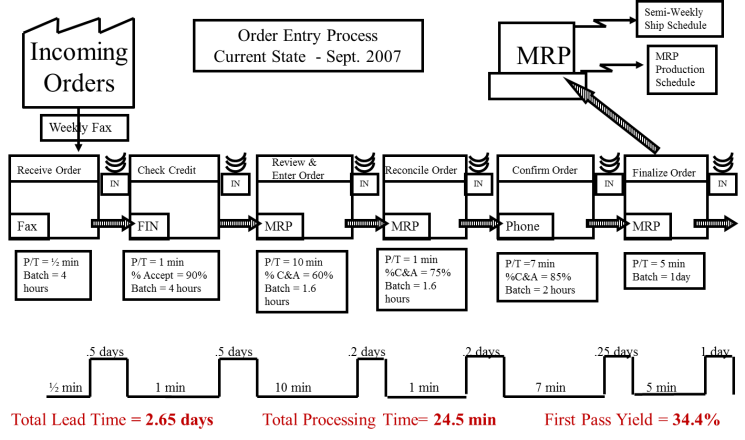 Incoming
Orders
Order Entry Process
Current State - Sept. 2007
MRP
Semi-Weekly
Ship Schedule
MRP
Production
Schedule
Weekly Fax
Receive Order
IN
Check Credit
IN
Review &
Enter Order
IN
Reconcile Order
IN
Confirm Order
IN
Finalize Order
IN
Fax
FIN
MRP
MRP
Phone
MRP
P/T = ½ min
Batch = 4
hours
P/T = 1 min
% Accept = 90%
Batch = 4 hours
P/T = 10 min
% C&A = 60%
Batch = 1.6
hours
P/T = 1 min
%C&A = 75%
Batch = 1.6
hours
P/T =7 min
%C&A = 85%
Batch = 2 hours
P/T = 5 min
Batch = 1day
.5 days
.5 days
.2 days
.2 days
.25 days
1 day
½ min
1 min
10 min
1 min
7 min
5 min
Total Lead Time = 2.65 days
Total Processing Time= 24.5 min
First Pass Yield = 34.4%